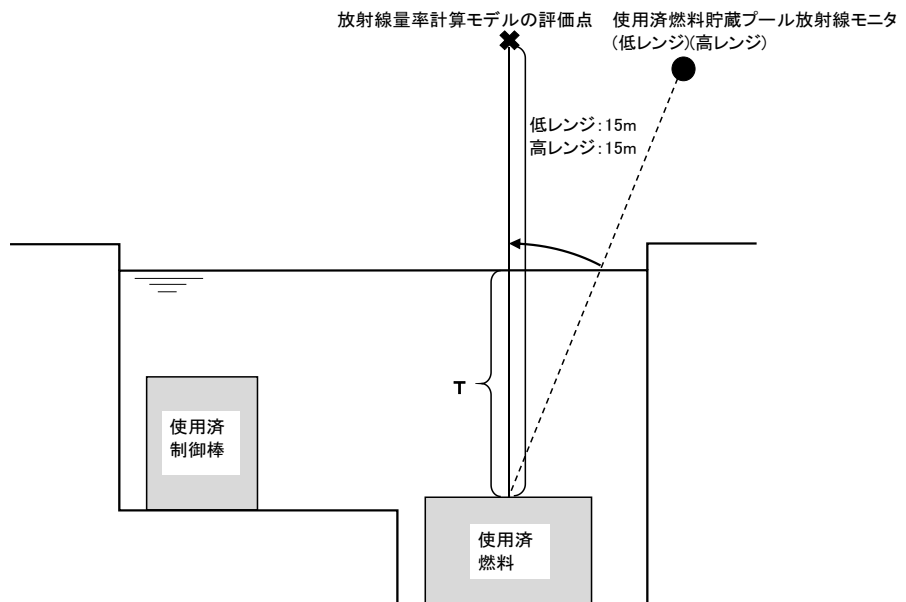 放射線量率計算モデルの評価点
使用済燃料貯蔵プール放射線モニタ
(低レンジ)(高レンジ)
低レンジ:15m
高レンジ:15m
T
使用済
制御棒
使用済
燃料